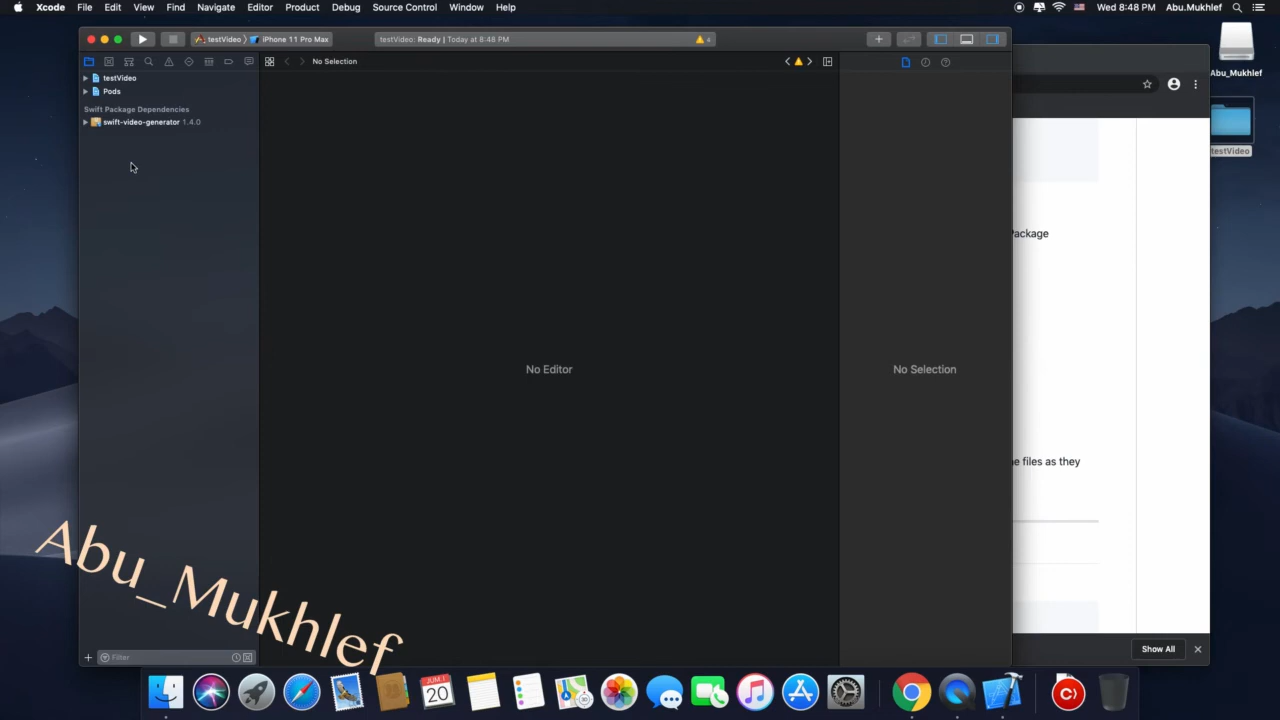 Xcode File Edit View Find Navigate Editor Product Debug Source Control Window Help Wed 8:48 PM Abu.Mukhlef
testVideo iPhone 11 Pro Max testVideo: Ready | Today at 8:48 PM 4
No Selection
testVideo
Pods
Swift Package Dependencies
swift-video-generator 1.4.0
No Editor
No Selection
Filter
Package
e files as they
Show All
Abu_Mukhlef
testVideo
Abu_Mukhlef
20